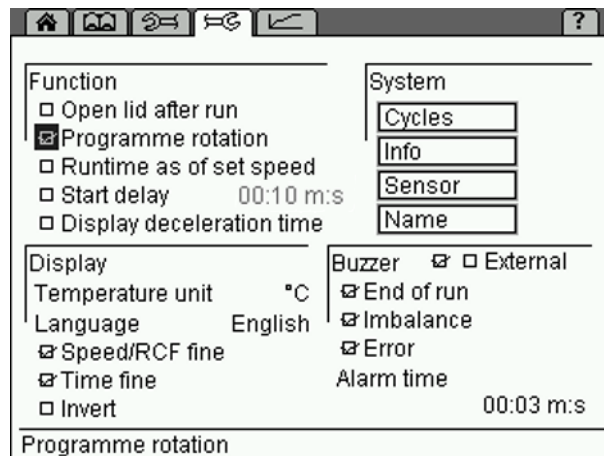 ?
Function
Open lid after run
Programme rotation
Runtime as of set speed
Start delay 00:10 m:s
Display deceleration time
System
Cycles
Info
Sensor
Name
Display
Temperature unit °C
Language English
Speed/RCF fine
Time fine
Invert
Buzzer External
End of run
Imbalance
Error
Alarm time
00:03 m:s
Programme rotation